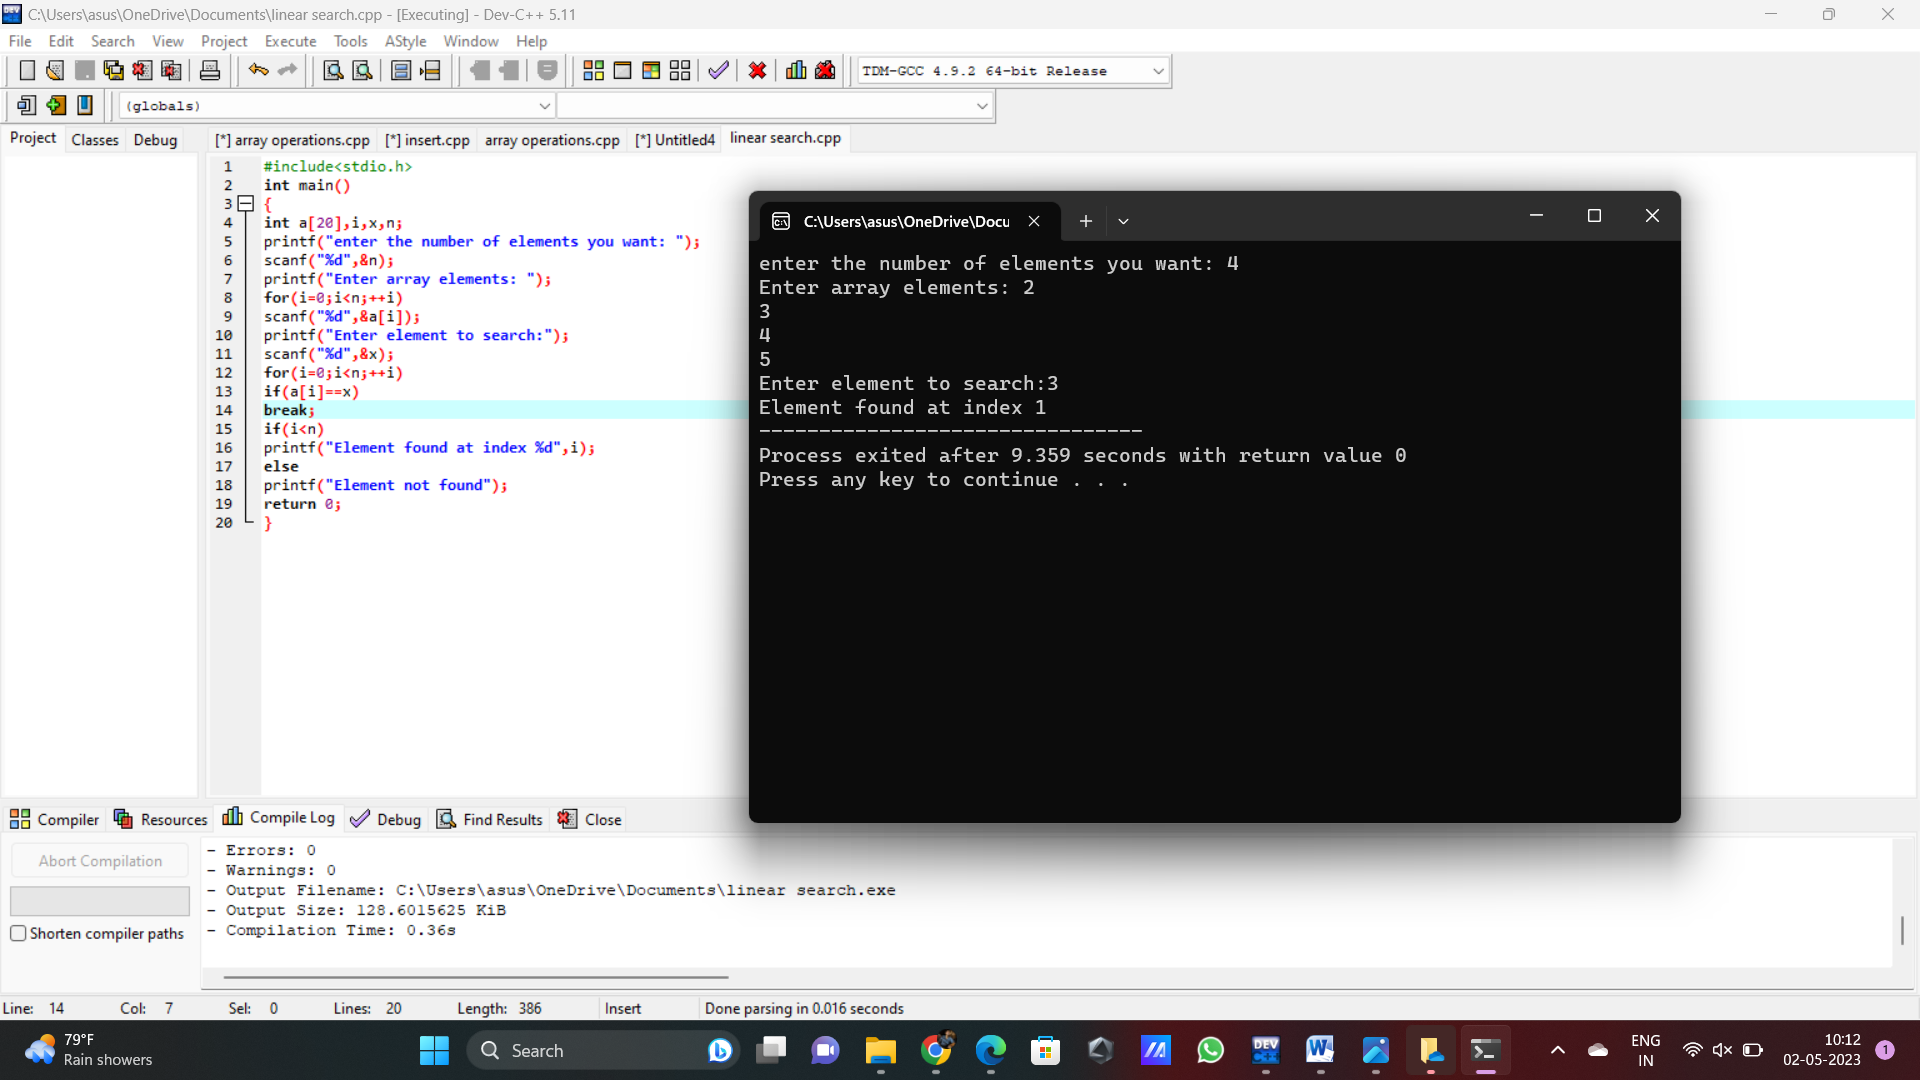 C:\Users\asus\OneDrive\Documents\linear search.cpp - [Executing] - Dev-C++ 5.11
File Edit Search View Project Execute Tools AStyle Window Help
TDM-GCC 4.9.2 64-bit Release
(globals)
Project Classes Debug
[*] array operations.cpp [*] insert.cpp array operations.cpp [*] Untitled4 linear search.cpp
1 #include<stdio.h>
2 int main()
3 {
4 int a[20],i,x,n;
5 printf("enter the number of elements you want: ");
6 scanf("%d",&n);
7 printf("Enter array elements: ");
8 for(i=0;i<n;++i)
9 scanf("%d",&a[i]);
10 printf("Enter element to search:");
11 scanf("%d",&x);
12 for(i=0;i<n;++i)
13 if(a[i]==x)
14 break;
15 if(i<n)
16 printf("Element found at index %d",i);
17 else
18 printf("Element not found");
19 return 0;
20 }
C:\Users\asus\OneDrive\Docu
enter the number of elements you want: 4
Enter array elements: 2
3
4
5
Enter element to search:3
Element found at index 1
--------------------------------
Process exited after 9.359 seconds with return value 0
Press any key to continue . . .
Compiler Resources Compile Log Debug Find Results Close
Abort Compilation
Shorten compiler paths
- Errors: 0
- Warnings: 0
- Output Filename: C:\Users\asus\OneDrive\Documents\linear search.exe
- Output Size: 128.6015625 KiB
- Compilation Time: 0.36s
Line: 14 Col: 7 Sel: 0 Lines: 20 Length: 386 Insert Done parsing in 0.016 seconds
79°F
Rain showers
Search
DEV
C++
W
ENG
IN
10:12
02-05-2023
1